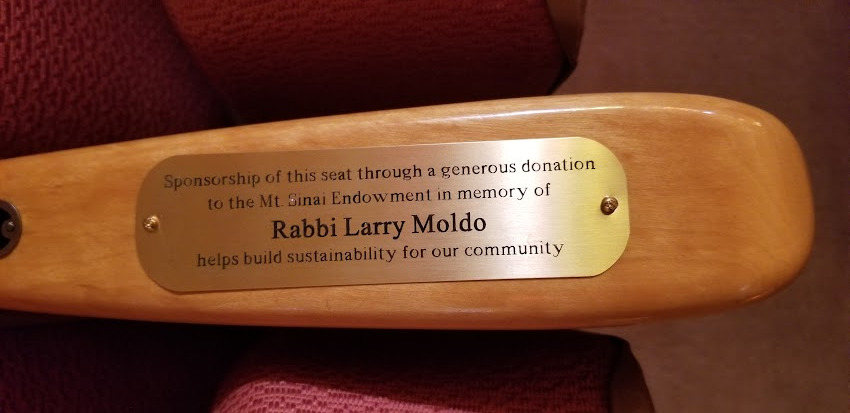 Sponsorship of this seat through a generous donation
to the Mt. Sinai Endowment in memory of
Rabbi Larry Moldo
helps build sustainability for our community